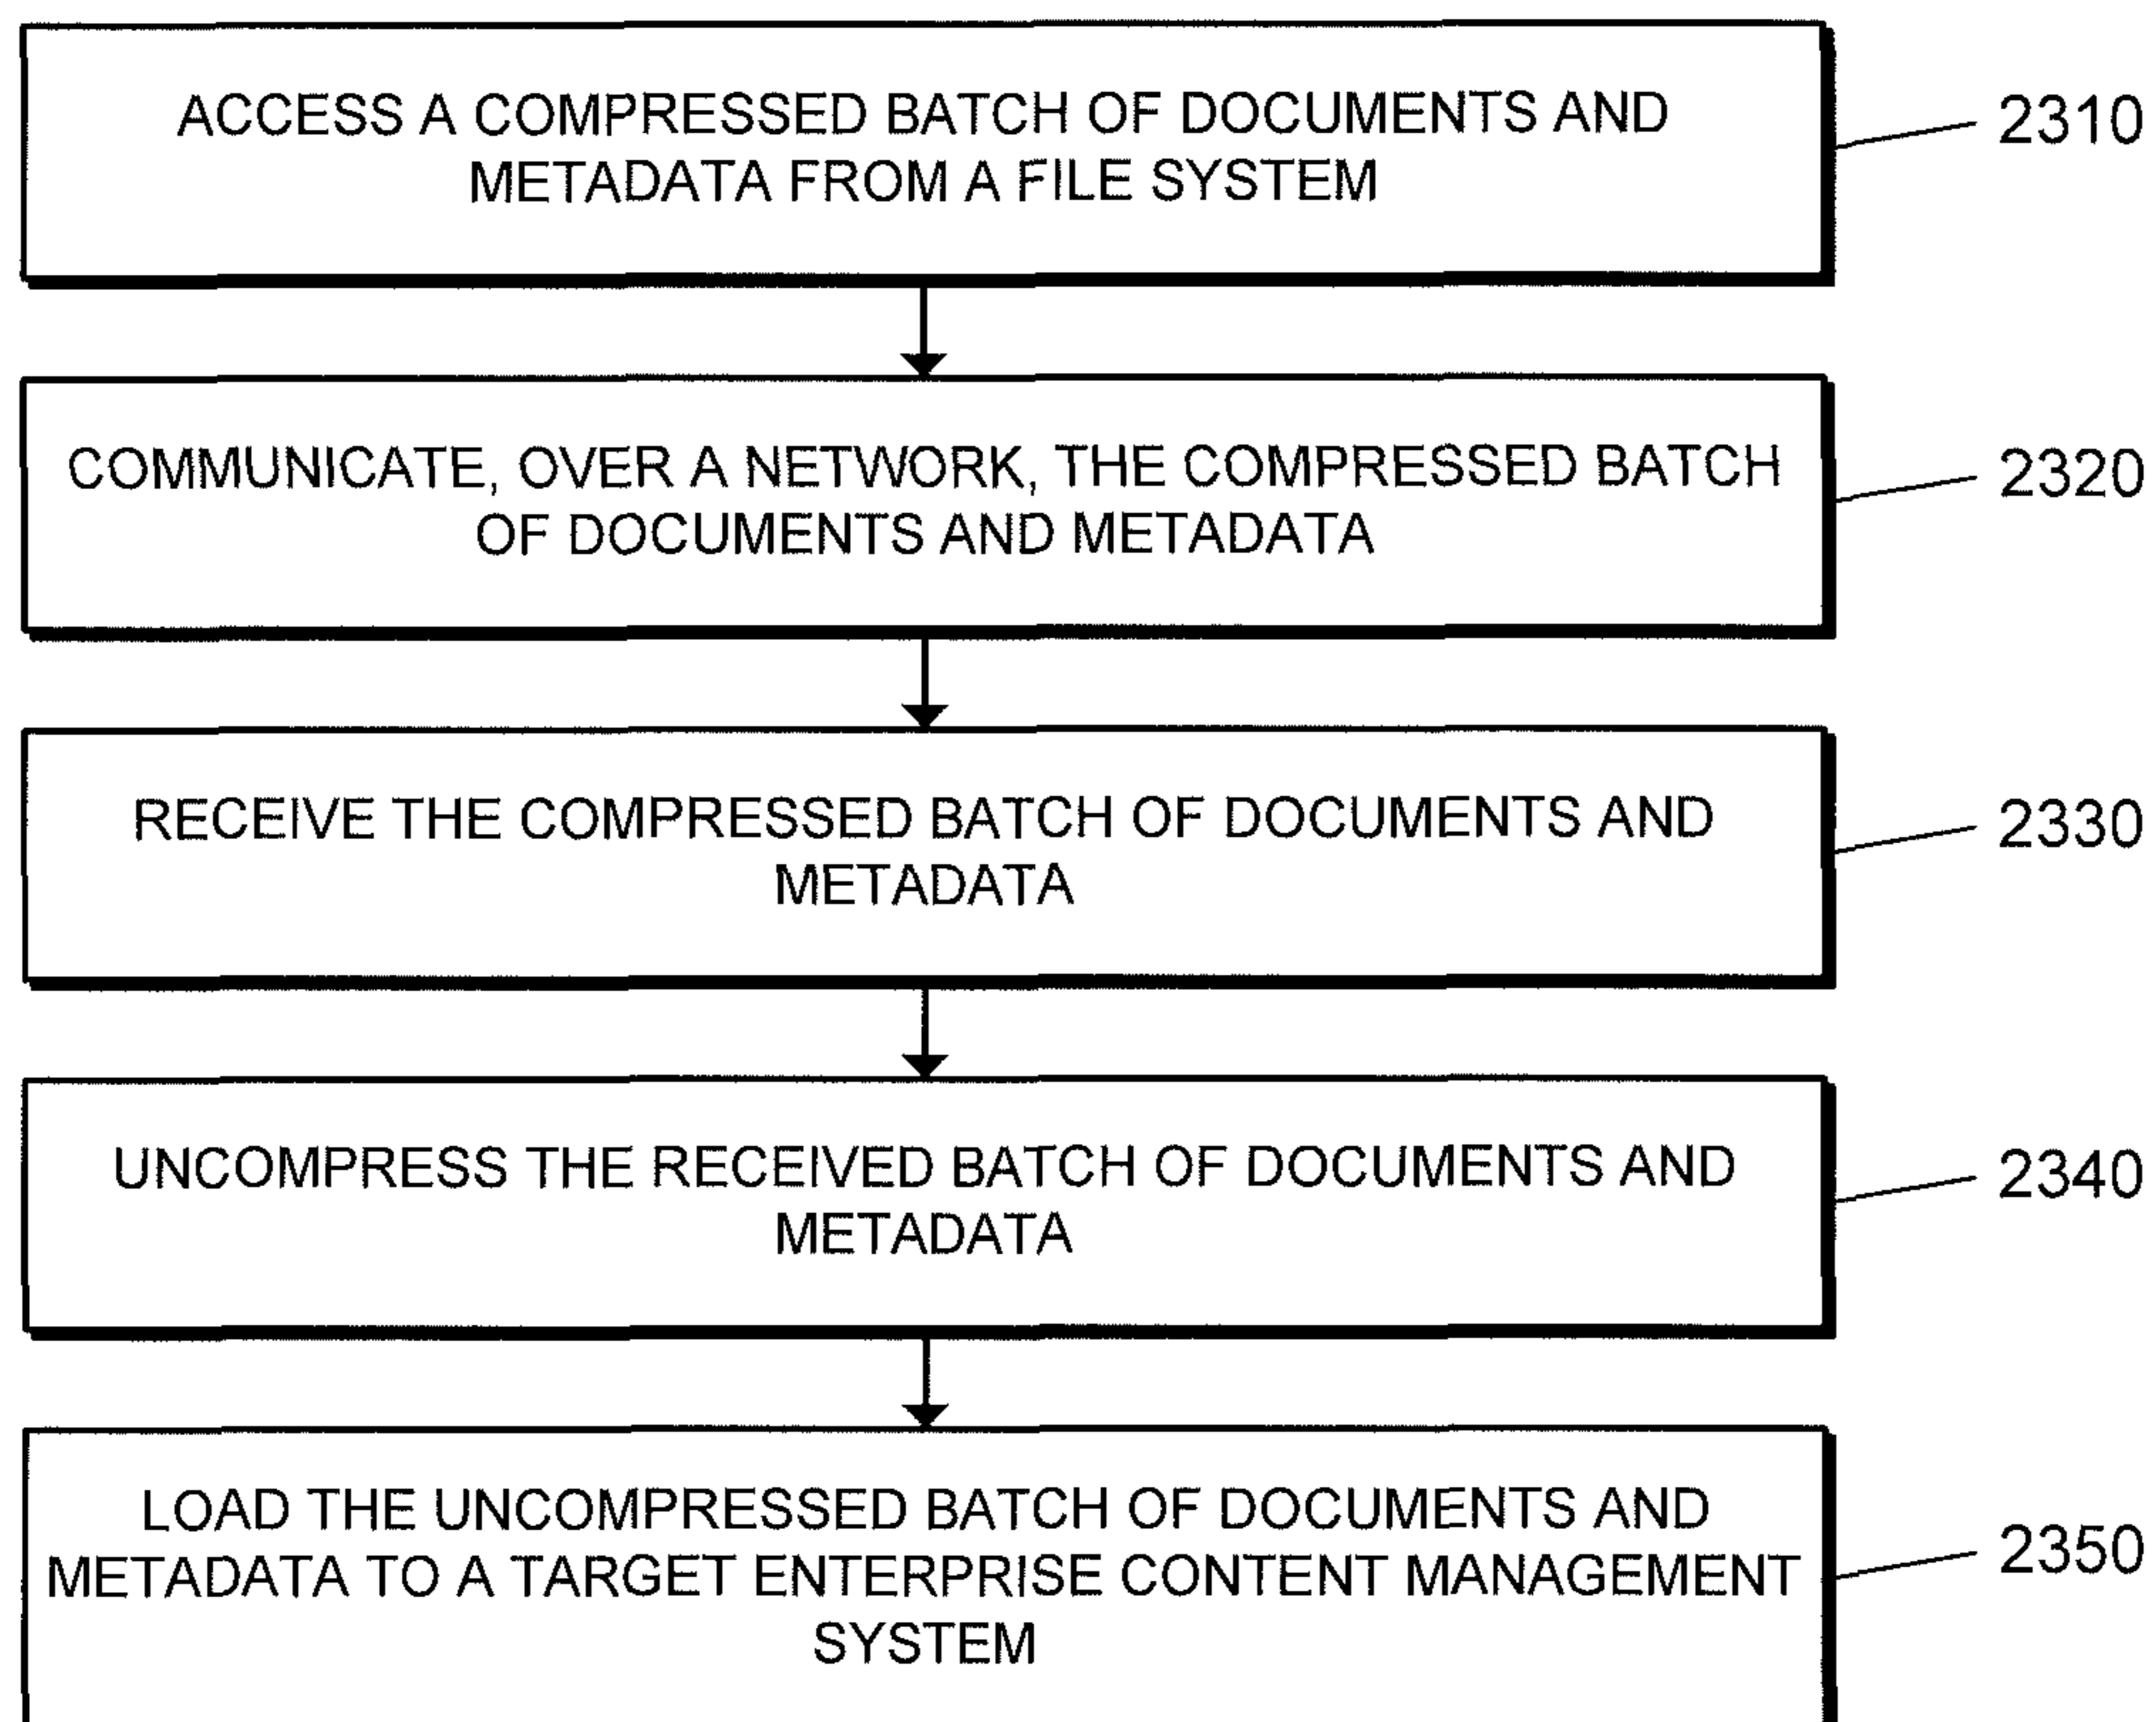 ACCESS A COMPRESSED BATCH OF DOCUMENTS AND
METADATA FROM A FILE SYSTEM
2310
COMMUNICATE, OVER A NETWORK, THE COMPRESSED BATCH
OF DOCUMENTS AND METADATA
2320
RECEIVE THE COMPRESSED BATCH OF DOCUMENTS AND
METADATA
2330
UNCOMPRESS THE RECEIVED BATCH OF DOCUMENTS AND
METADATA
2340
LOAD THE UNCOMPRESSED BATCH OF DOCUMENTS AND
METADATA TO A TARGET ENTERPRISE CONTENT MANAGEMENT
SYSTEM
2350